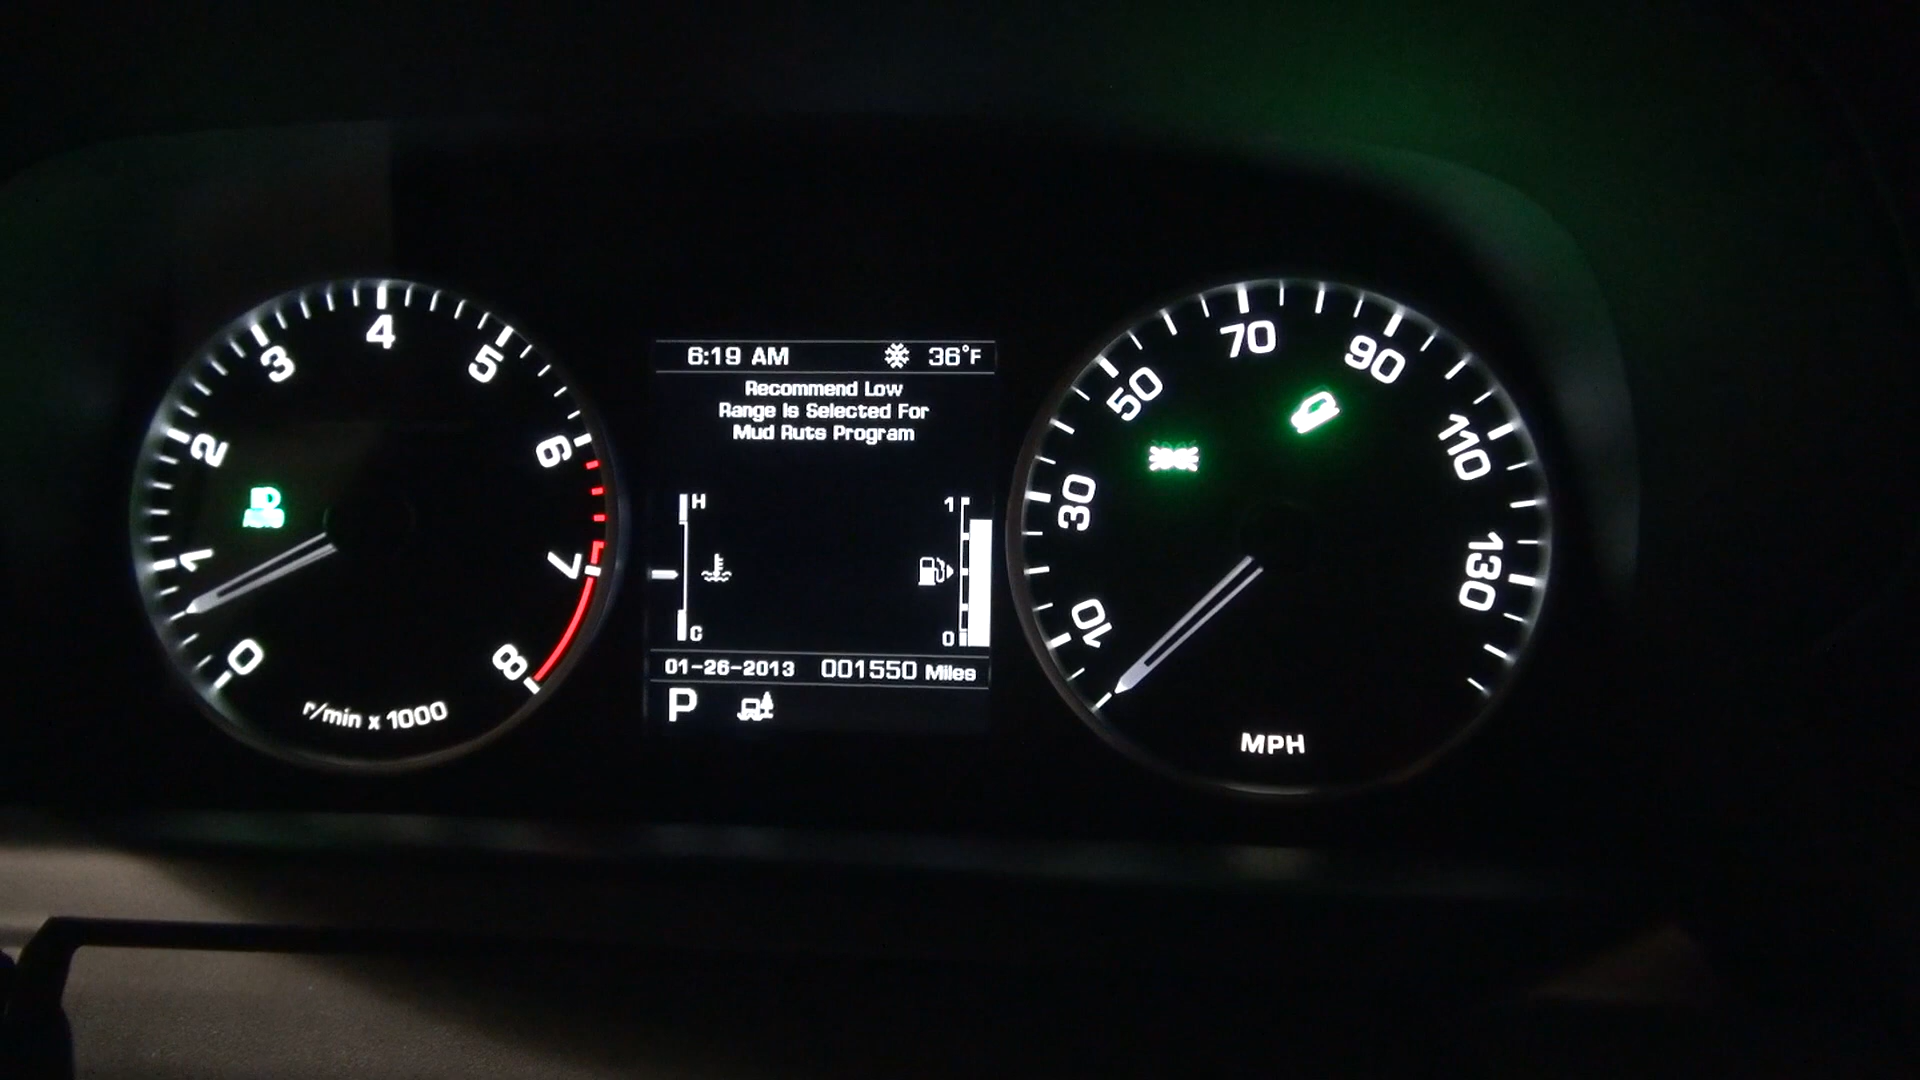 4
3
5
2
6
AUTO
1
7
0
8
r/min x 1000
6:19 AM
36°F
Recommend Low
Range Is Selected For
Mud Ruts Program
H
1
C
0
01-26-2013
001550 Miles
P
70
50
90
30
110
10
130
MPH